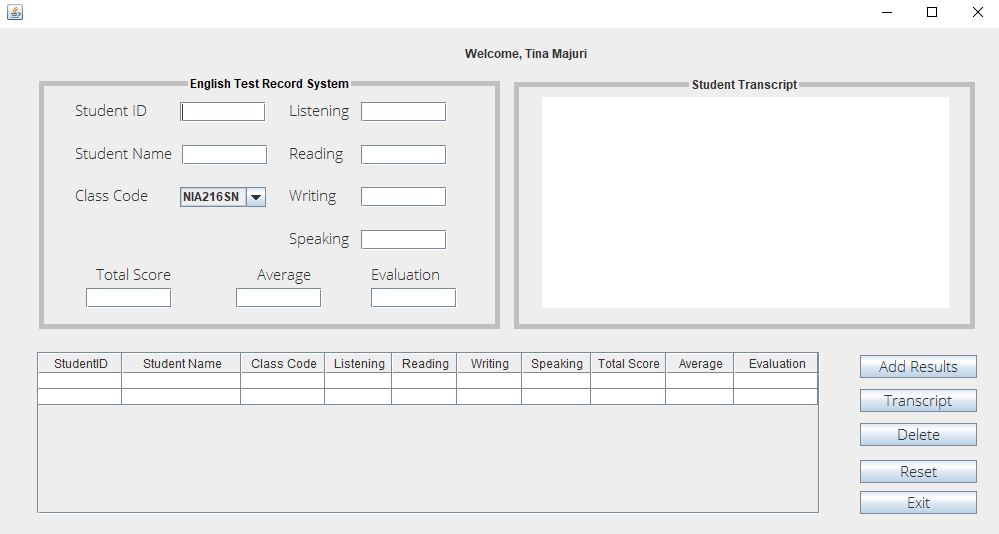 Welcome, Tina Majuri
English Test Record System
Student ID
Listening
Student Name
Reading
Class Code
NIA216SN
Writing
Speaking
Total Score
Average
Evaluation
Student Transcript
StudentID Student Name Class Code Listening Reading Writing Speaking Total Score Average Evaluation
Add Results
Transcript
Delete
Reset
Exit